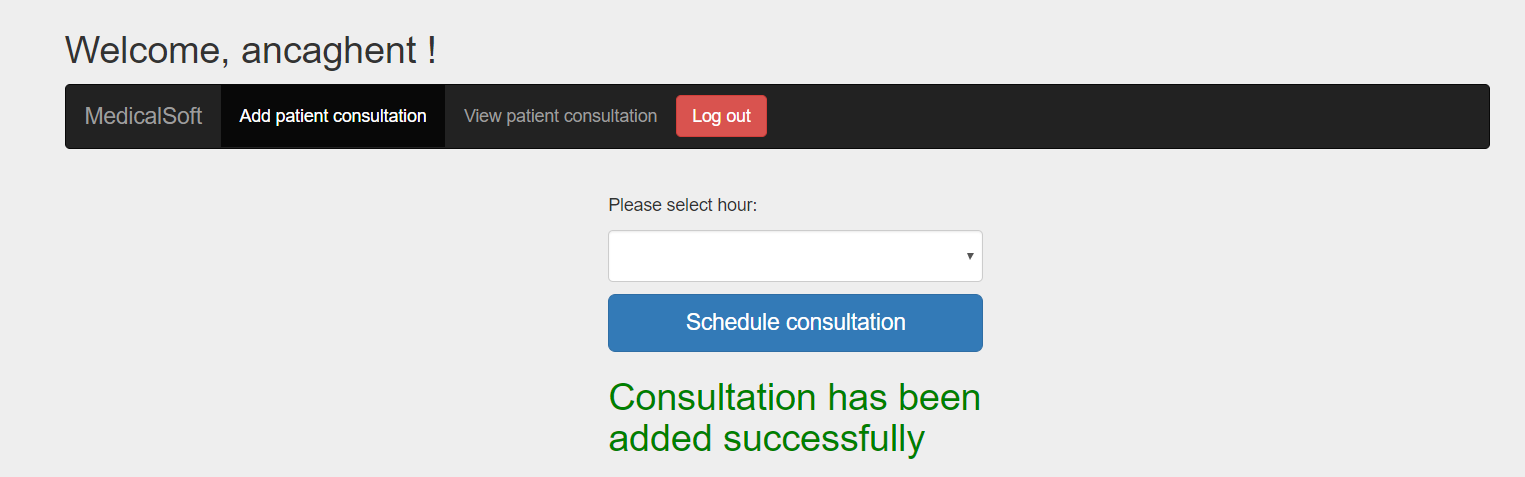 Welcome, ancaghent !
MedicalSoft Add patient consultation View patient consultation Log out
Please select hour:
Schedule consultation
Consultation has been
added successfully